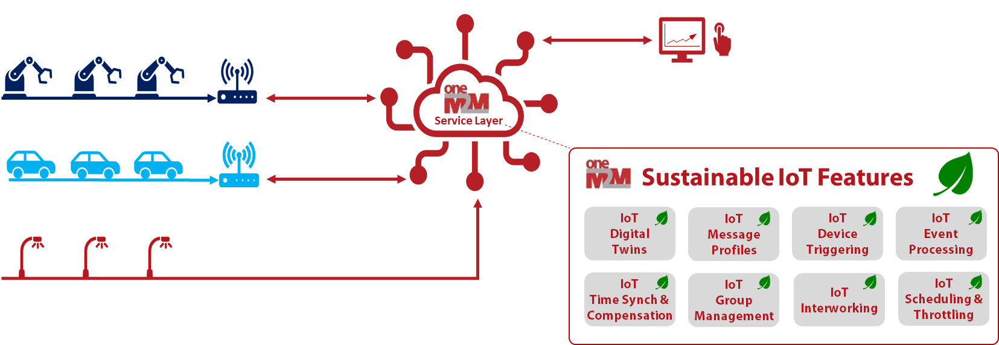 one
M2M
Service Layer
one
M2M
Sustainable IoT Features
IoT
Digital
Twins
IoT
Message
Profiles
IoT
Device
Triggering
IoT
Event
Processing
IoT
Time Synch &
Compensation
IoT
Group
Management
IoT
Interworking
IoT
Scheduling &
Throttling